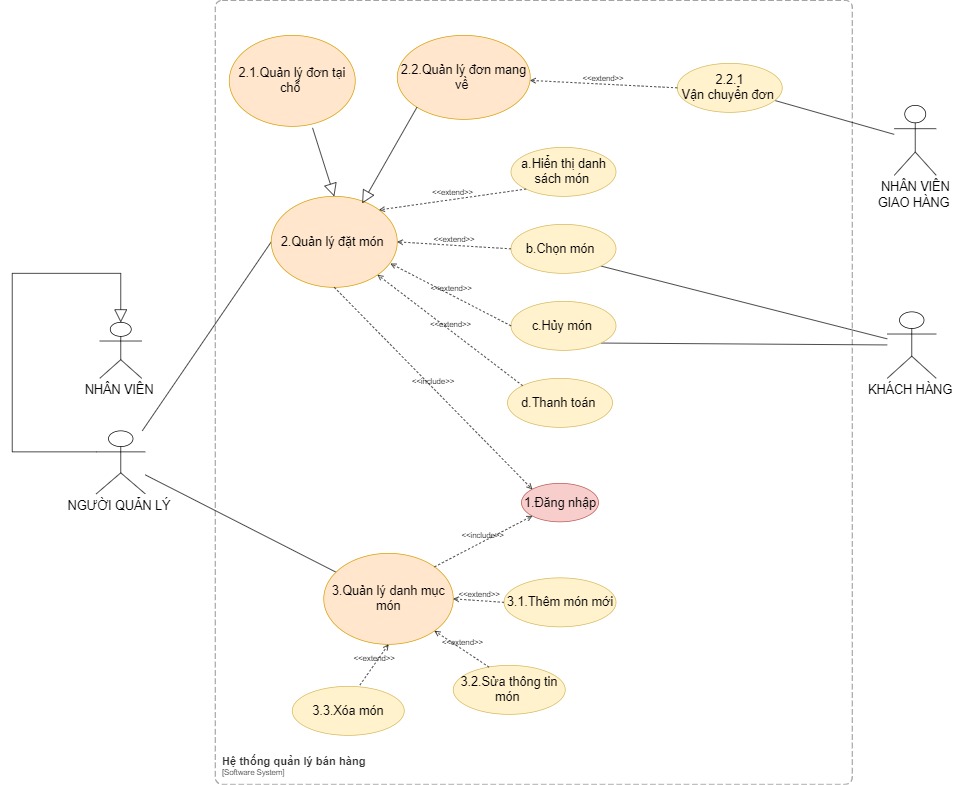 2.1.Quản lý đơn tại
chỗ
2.2.Quản lý đơn mang
về
<<extend>>
2.2.1
Vận chuyển đơn
NHÂN VIÊN
GIAO HÀNG
a.Hiển thị danh
sách món
<<extend>>
2.Quản lý đặt món
<<extend>>
b.Chọn món
<<extend>>
c.Hủy món
<<extend>>
d.Thanh toán
<<include>>
NHÂN VIÊN
KHÁCH HÀNG
NGƯỜI QUẢN LÝ
1.Đăng nhập
<<include>>
3.Quản lý danh mục
món
<<extend>>
3.1.Thêm món mới
<<extend>>
3.2.Sửa thông tin
món
<<extend>>
3.3.Xóa món
Hệ thống quản lý bán hàng
[Software System]